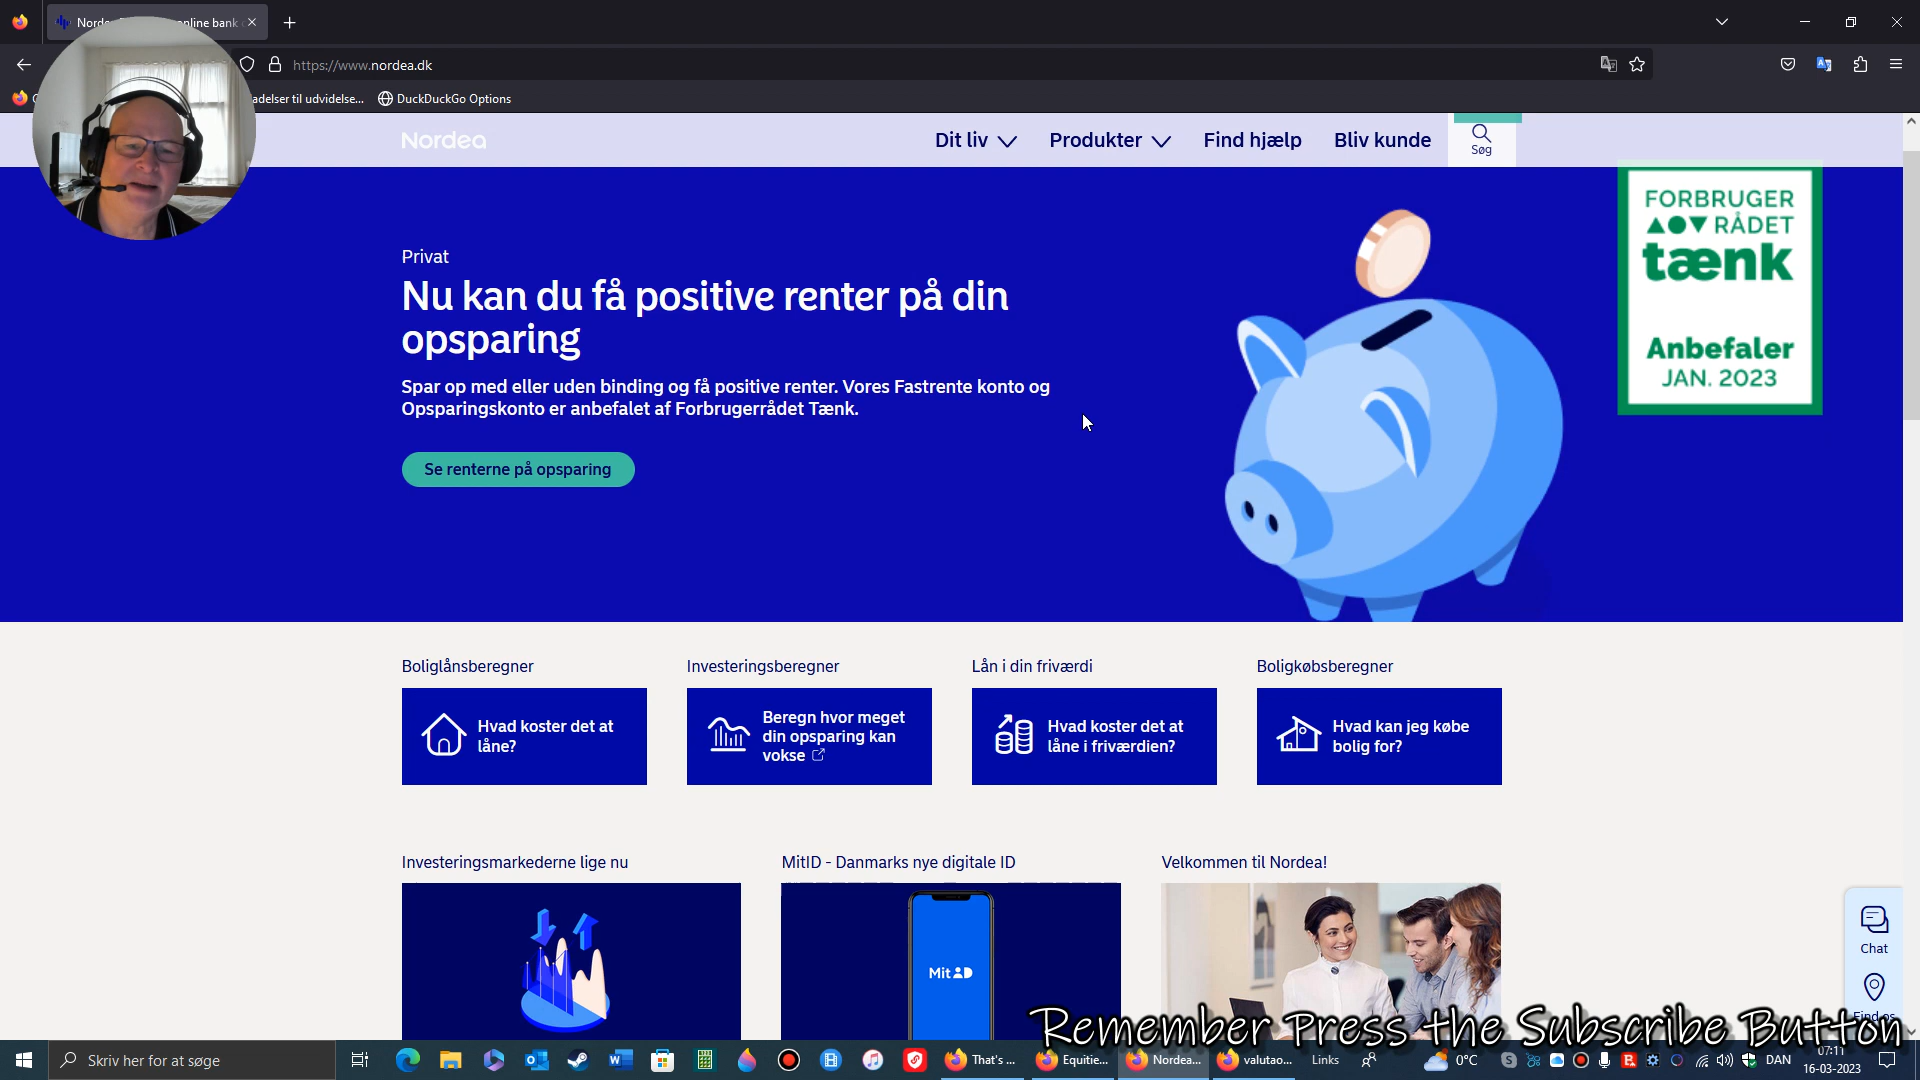 https://www.nordea.dk
adelser til udvidelse...
DuckDuckGo Options
Nordea
Dit liv
Produkter
Find hjælp
Bliv kunde
Søg
Privat
Nu kan du få positive renter på din
opsparing
Spar op med eller uden binding og få positive renter. Vores Fastrente konto og
Opsparingskonto er anbefalet af Forbrugerrådet Tænk.
Se renterne på opsparing
FORBRUGER
RÅDET
tænk
Anbefaler
JAN. 2023
Boliglånsberegner
Investeringsberegner
Lån i din friværdi
Boligkøbsberegner
Hvad koster det at
låne?
Beregn hvor meget
din opsparing kan
vokse
Hvad koster det at
låne i friværdien?
Hvad kan jeg købe
bolig for?
Investeringsmarkederne lige nu
MitID - Danmarks nye digitale ID
Velkommen til Nordea!
Mit ID
Chat
Remember press the Subscribe Button
Skriv her for at søge
That's ...
Equitie...
Nordea...
valutao...
Links
0°C
DAN
07:11
16-03-2023